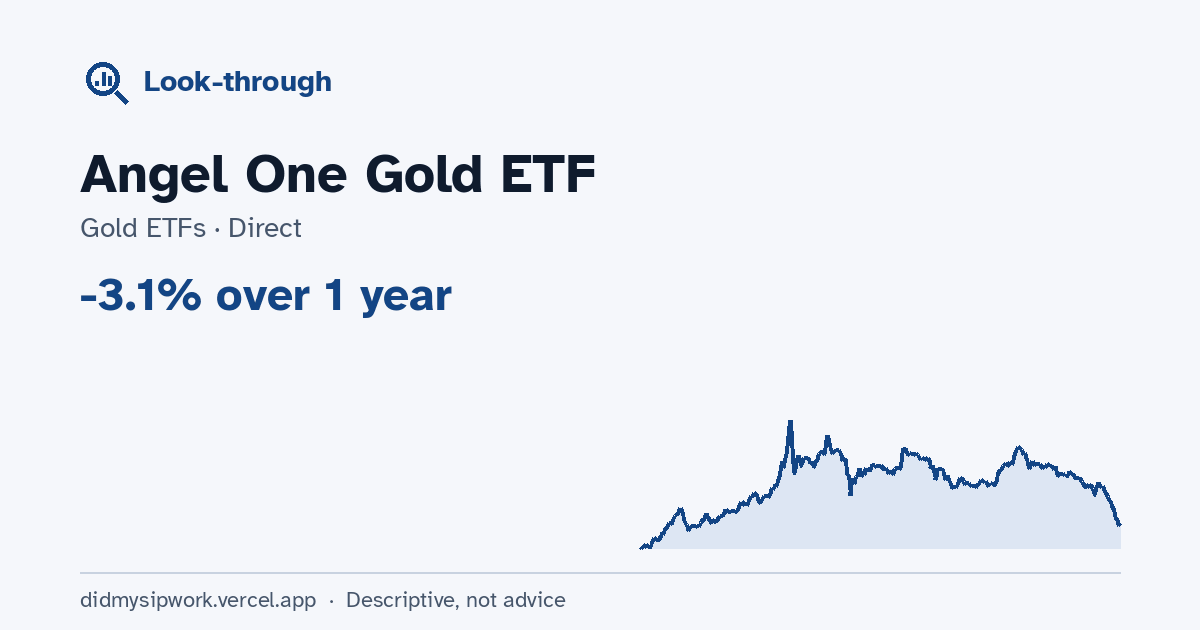 Look-through
Angel One Gold ETF
Gold ETFs · Direct
-3.1% over 1 year
didmysipwork.vercel.app · Descriptive, not advice